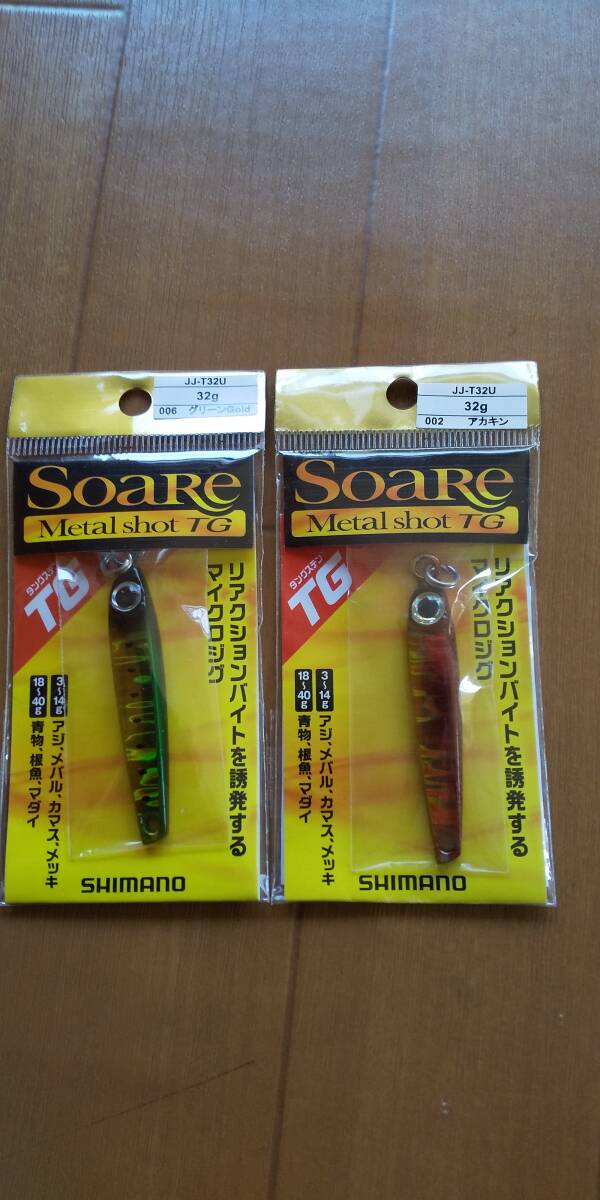 JJ-T32U
32g
006 グリーンGold
SOARE
Metal shot TG
タングステン
TG
リアクションバイトを誘発する
マイクロジグ
3~14g アジ、メバル、カマス、メッキ
18~40g 青物、根魚、マダイ
SHIMANO
JJ-T32U
32g
002 アカキン
SOARE
Metal shot TG
タングステン
TG
リアクションバイトを誘発する
マイクロジグ
3~14g アジ、メバル、カマス、メッキ
18~40g 青物、根魚、マダイ
SHIMANO